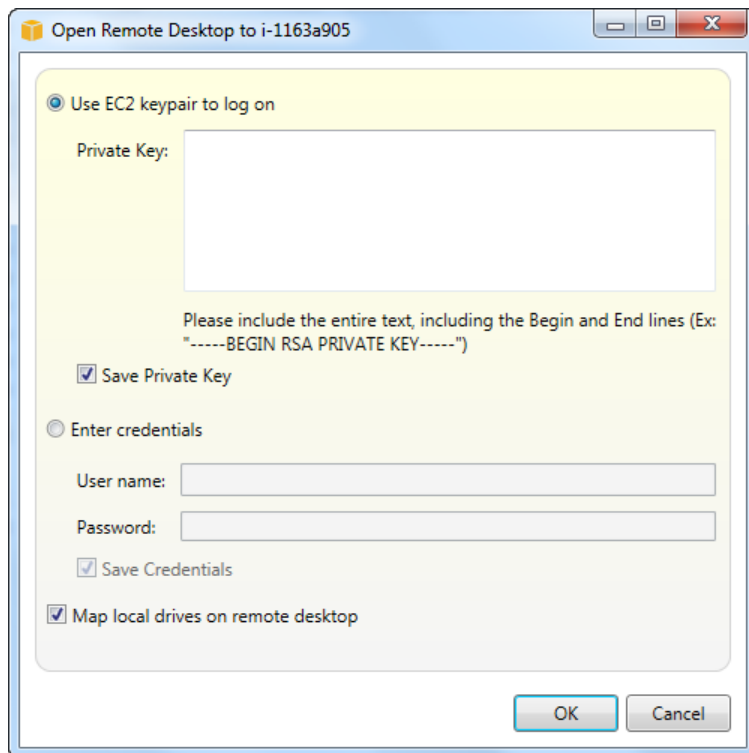 Open Remote Desktop to i-1163a905
Use EC2 keypair to log on
Private Key:
Please include the entire text, including the Begin and End lines (Ex:
"-----BEGIN RSA PRIVATE KEY-----")
Save Private Key
Enter credentials
User name:
Password:
Save Credentials
Map local drives on remote desktop
OK Cancel